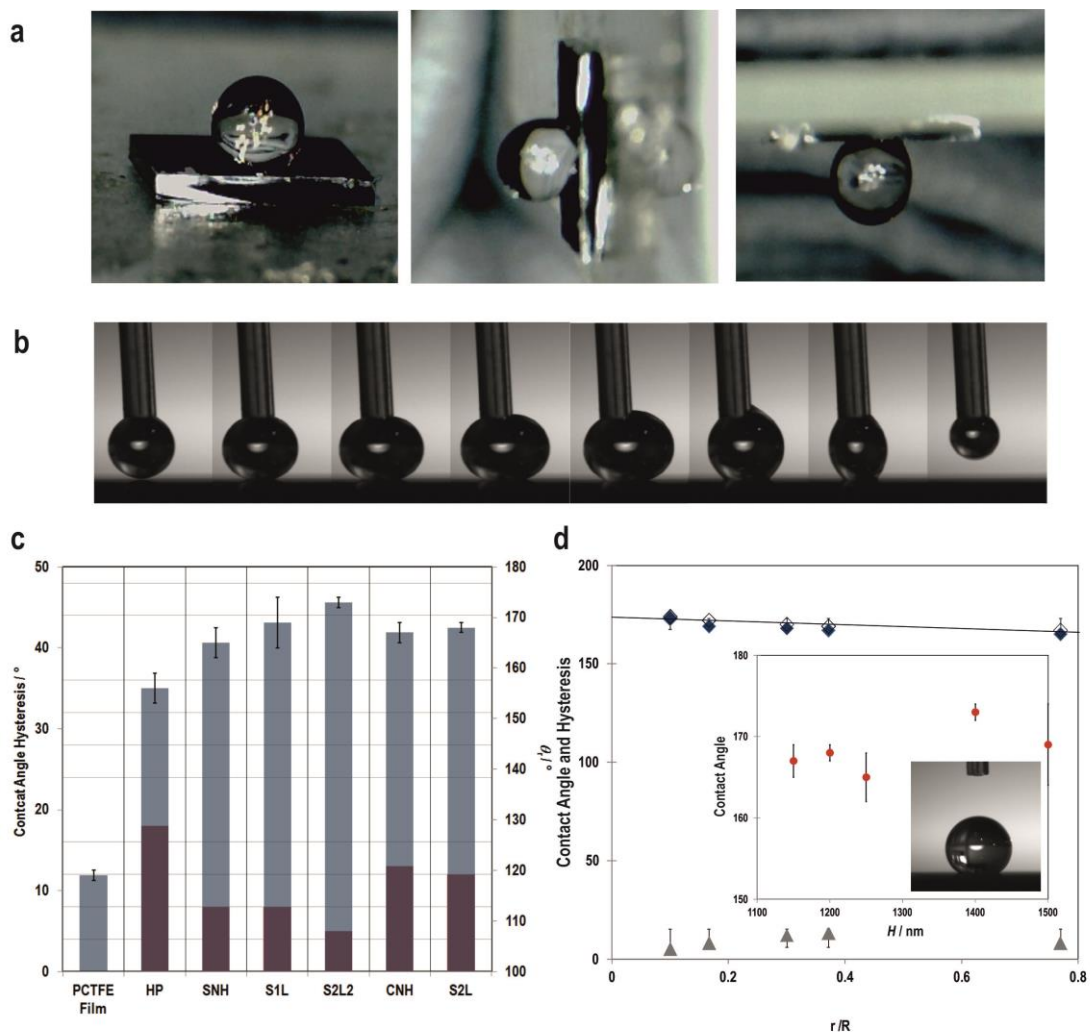 a
b
c
d
50
40
30
20
10
0
Contcat Angle Hysteresis / °
180
170
160
150
140
130
120
110
100
θ_r / °
PCTFE Film
HP
SNH
S1L
S2L2
CNH
S2L
200
150
100
50
0
Contact Angle and Hysteresis
0
0.2
0.4
0.6
0.8
r/R
180
170
160
150
Contact Angle
1100
1200
1300
1400
1500
H / nm